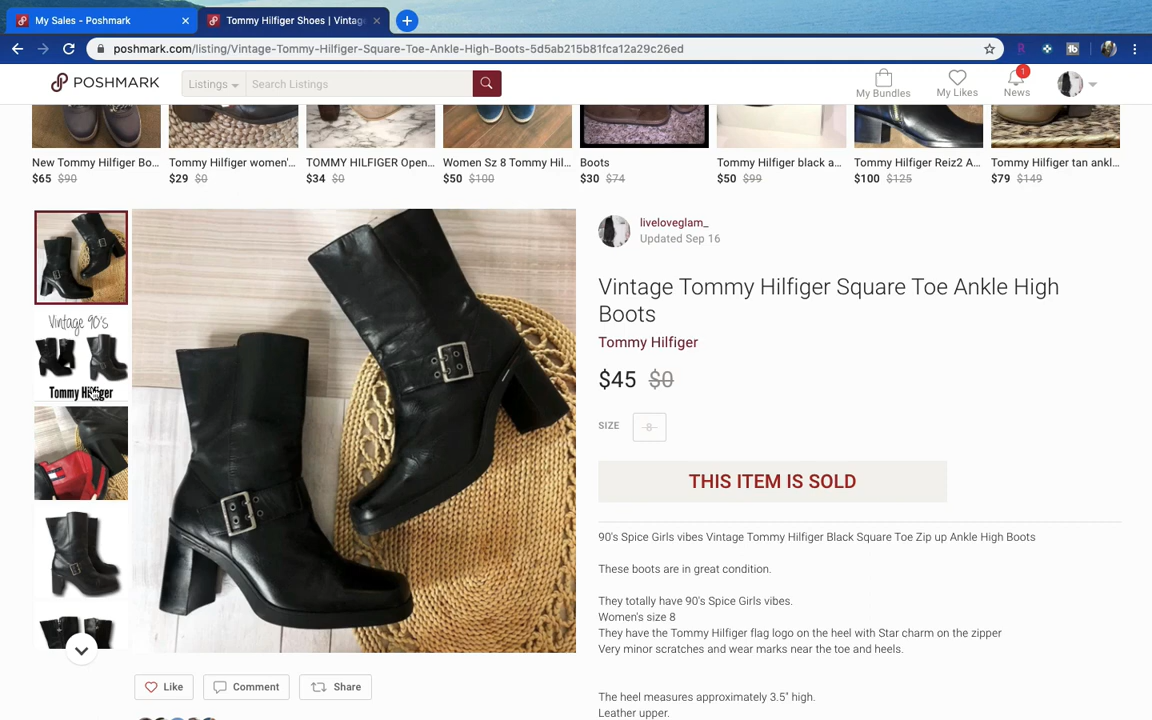 My Sales - Poshmark
Tommy Hilfiger Shoes | Vintag
poshmark.com/listing/Vintage-Tommy-Hilfiger-Square-Toe-Ankle-High-Boots-5d5ab215b81fca12a29c26ed
POSHMARK
Listings
Search Listings
My Bundles
My Likes
1
News
New Tommy Hilfiger Bo...
Tommy Hilfiger women'...
TOMMY HILFIGER Open...
Women Sz 8 Tommy Hil...
Boots
Tommy hilfiger black a...
Tommy Hilfiger Reiz2 A...
Tommy Hilfiger tan ankl...
$65 $90
$29 $0
$34 $0
$50 $100
$30 $74
$50 $99
$100 $125
$79 $149
liveloveglam_
Updated Sep 16
Vintage Tommy Hilfiger Square Toe Ankle High
Boots
Tommy Hilfiger
$45 $0
SIZE 8
THIS ITEM IS SOLD
Vintage 90's
Tommy Hilfiger
90's Spice Girls vibes Vintage Tommy Hilfiger Black Square Toe Zip up Ankle High Boots
These boots are in great condition.
They totally have 90's Spice Girls vibes.
Women's size 8
They have the Tommy Hilfiger flag logo on the heel with Star charm on the zipper
Very minor scratches and wear marks near the toe and heels.
The heel measures approximately 3.5" high.
Leather upper.
Like
Comment
Share